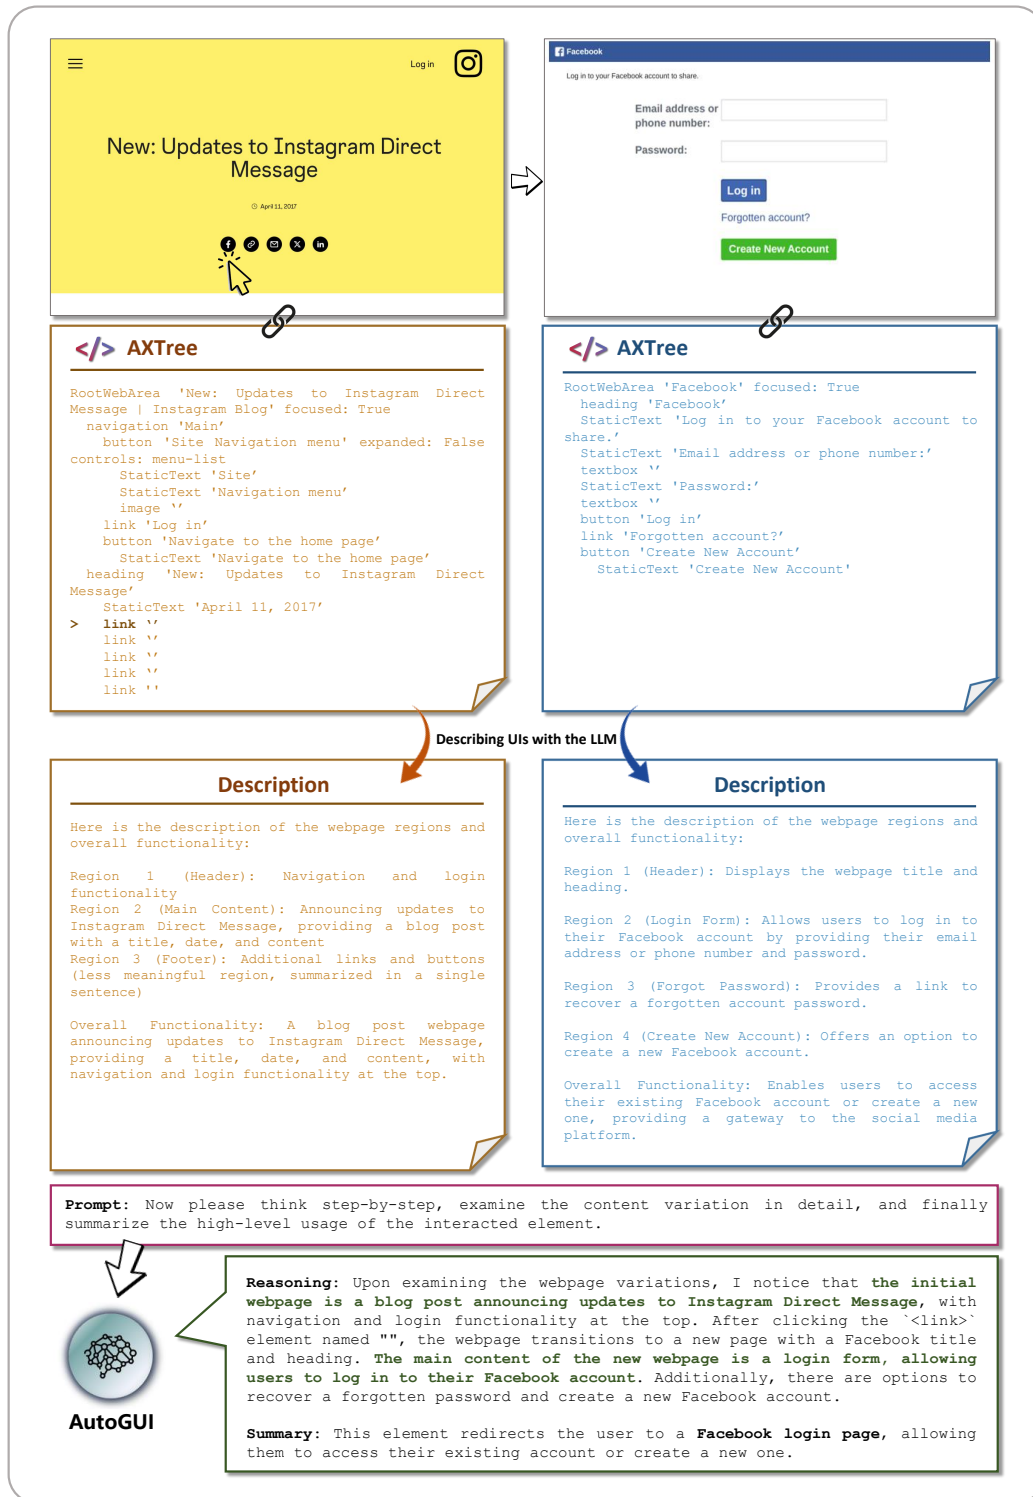 Log in
New: Updates to Instagram Direct
Message
April 11, 2017
Facebook
Log in to your Facebook account to share.
Email address or
phone number:
Password:
Log in
Forgotten account?
Create New Account
</> AXTree
RootWebArea 'New: Updates to Instagram Direct
Message | Instagram Blog' focused: True
navigation 'Main'
button 'Site Navigation menu' expanded: False
controls: menu-list
StaticText 'Site'
StaticText 'Navigation menu'
image ‘’
link 'Log in'
button 'Navigate to the home page'
StaticText 'Navigate to the home page'
heading 'New: Updates to Instagram Direct
Message'
StaticText 'April 11, 2017'
> link ‘’
link ‘’
link ‘’
link ‘’
link ''
</> AXTree
RootWebArea 'Facebook' focused: True
heading 'Facebook'
StaticText 'Log in to your Facebook account to
share.'
StaticText 'Email address or phone number:'
textbox ‘’
StaticText 'Password:'
textbox ‘’
button 'Log in'
link 'Forgotten account?'
button 'Create New Account'
StaticText 'Create New Account'
Describing UIs with the LLM
Description
Here is the description of the webpage regions and
overall functionality:
Region 1 (Header): Navigation and login
functionality
Region 2 (Main Content): Announcing updates to
Instagram Direct Message, providing a blog post
with a title, date, and content
Region 3 (Footer): Additional links and buttons
(less meaningful region, summarized in a single
sentence)
Overall Functionality: A blog post webpage
announcing updates to Instagram Direct Message,
providing a title, date, and content, with
navigation and login functionality at the top.
Description
Here is the description of the webpage regions and
overall functionality:
Region 1 (Header): Displays the webpage title and
heading.
Region 2 (Login Form): Allows users to log in to
their Facebook account by providing their email
address or phone number and password.
Region 3 (Forgot Password): Provides a link to
recover a forgotten account password.
Region 4 (Create New Account): Offers an option to
create a new Facebook account.
Overall Functionality: Enables users to access
their existing Facebook account or create a new
one, providing a gateway to the social media
platform.
Prompt: Now please think step-by-step, examine the content variation in detail, and finally
summarize the high-level usage of the interacted element.
AutoGUI
Reasoning: Upon examining the webpage variations, I notice that the initial
webpage is a blog post announcing updates to Instagram Direct Message, with
navigation and login functionality at the top. After clicking the `<link>`
element named "", the webpage transitions to a new page with a Facebook title
and heading. The main content of the new webpage is a login form, allowing
users to log in to their Facebook account. Additionally, there are options to
recover a forgotten password and create a new Facebook account.
Summary: This element redirects the user to a Facebook login page, allowing
them to access their existing account or create a new one.